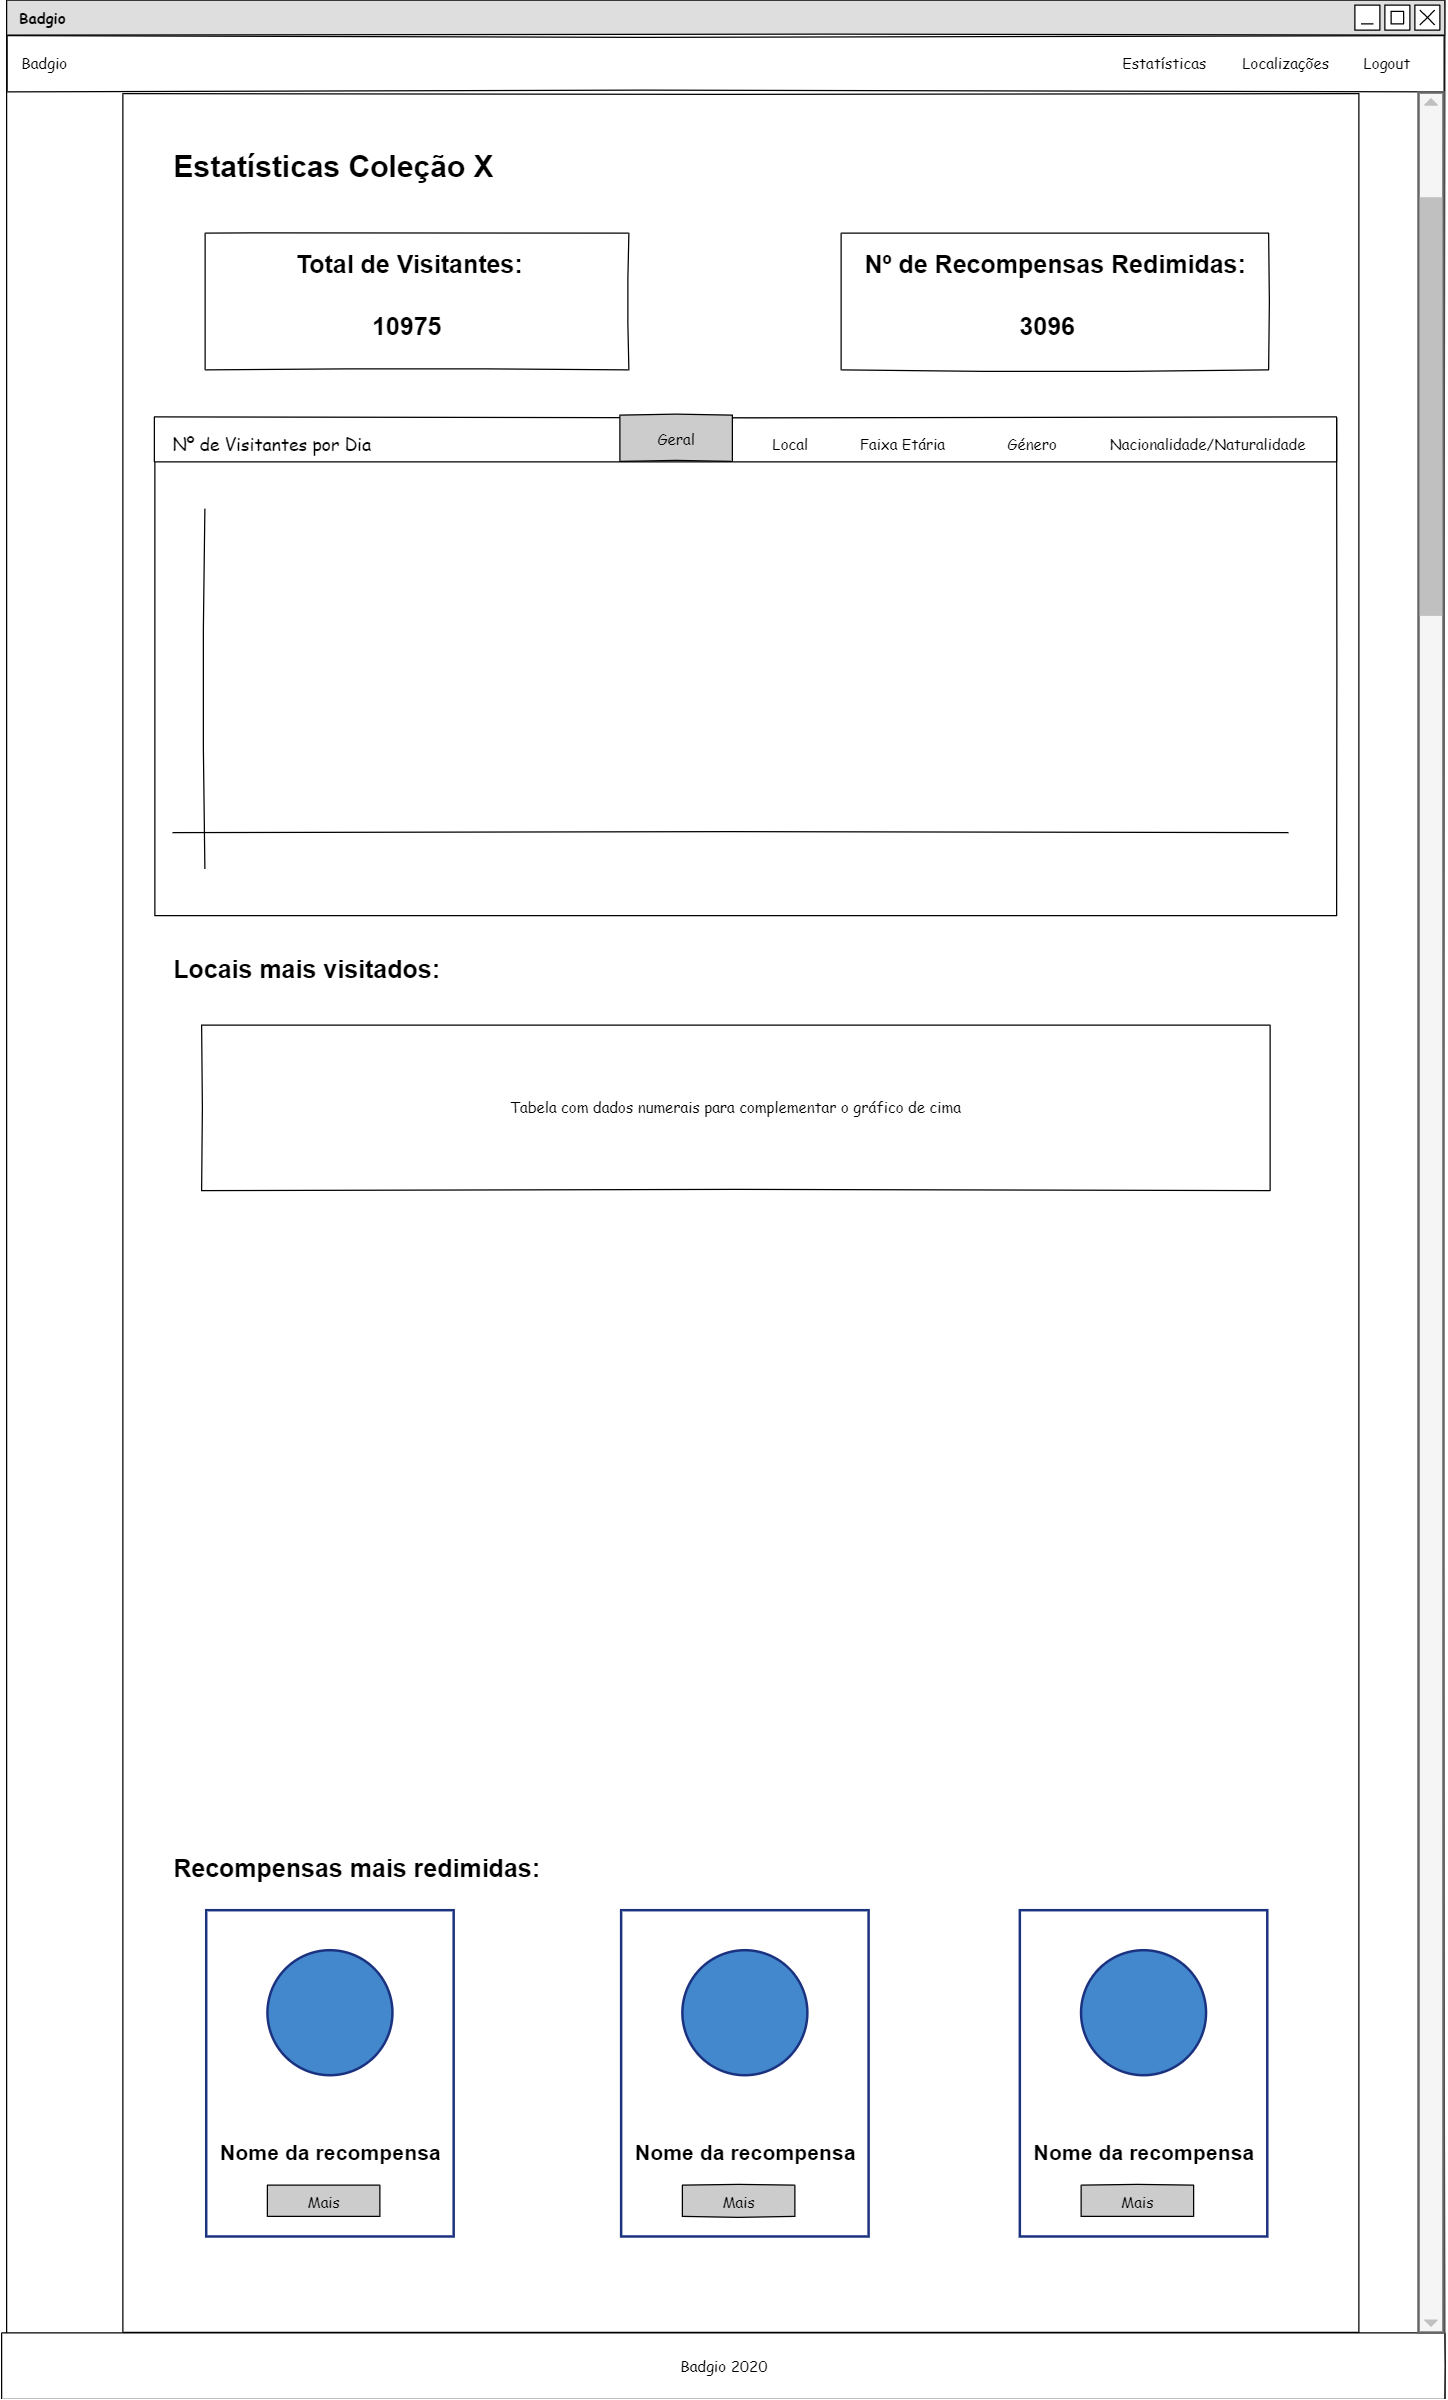 Badgio
Badgio
Estatísticas
Localizações
Logout
Estatísticas Coleção X
Total de Visitantes:
10975
Nº de Recompensas Redimidas:
3096
Nº de Visitantes por Dia
Geral
Local
Faixa Etária
Género
Nacionalidade/Naturalidade
Locais mais visitados:
Tabela com dados numerais para complementar o gráfico de cima
Recompensas mais redimidas:
Nome da recompensa
Mais
Nome da recompensa
Mais
Nome da recompensa
Mais
Badgio 2020